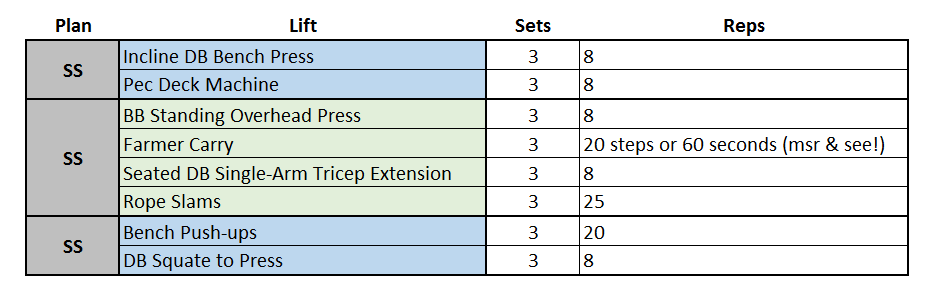 Plan Lift Sets Reps
SS
Incline DB Bench Press 3 8
Pec Deck Machine 3 8
SS
BB Standing Overhead Press 3 8
Farmer Carry 3 20 steps or 60 seconds (msr & see!)
Seated DB Single-Arm Tricep Extension 3 8
Rope Slams 3 25
SS
Bench Push-ups 3 20
DB Squate to Press 3 8